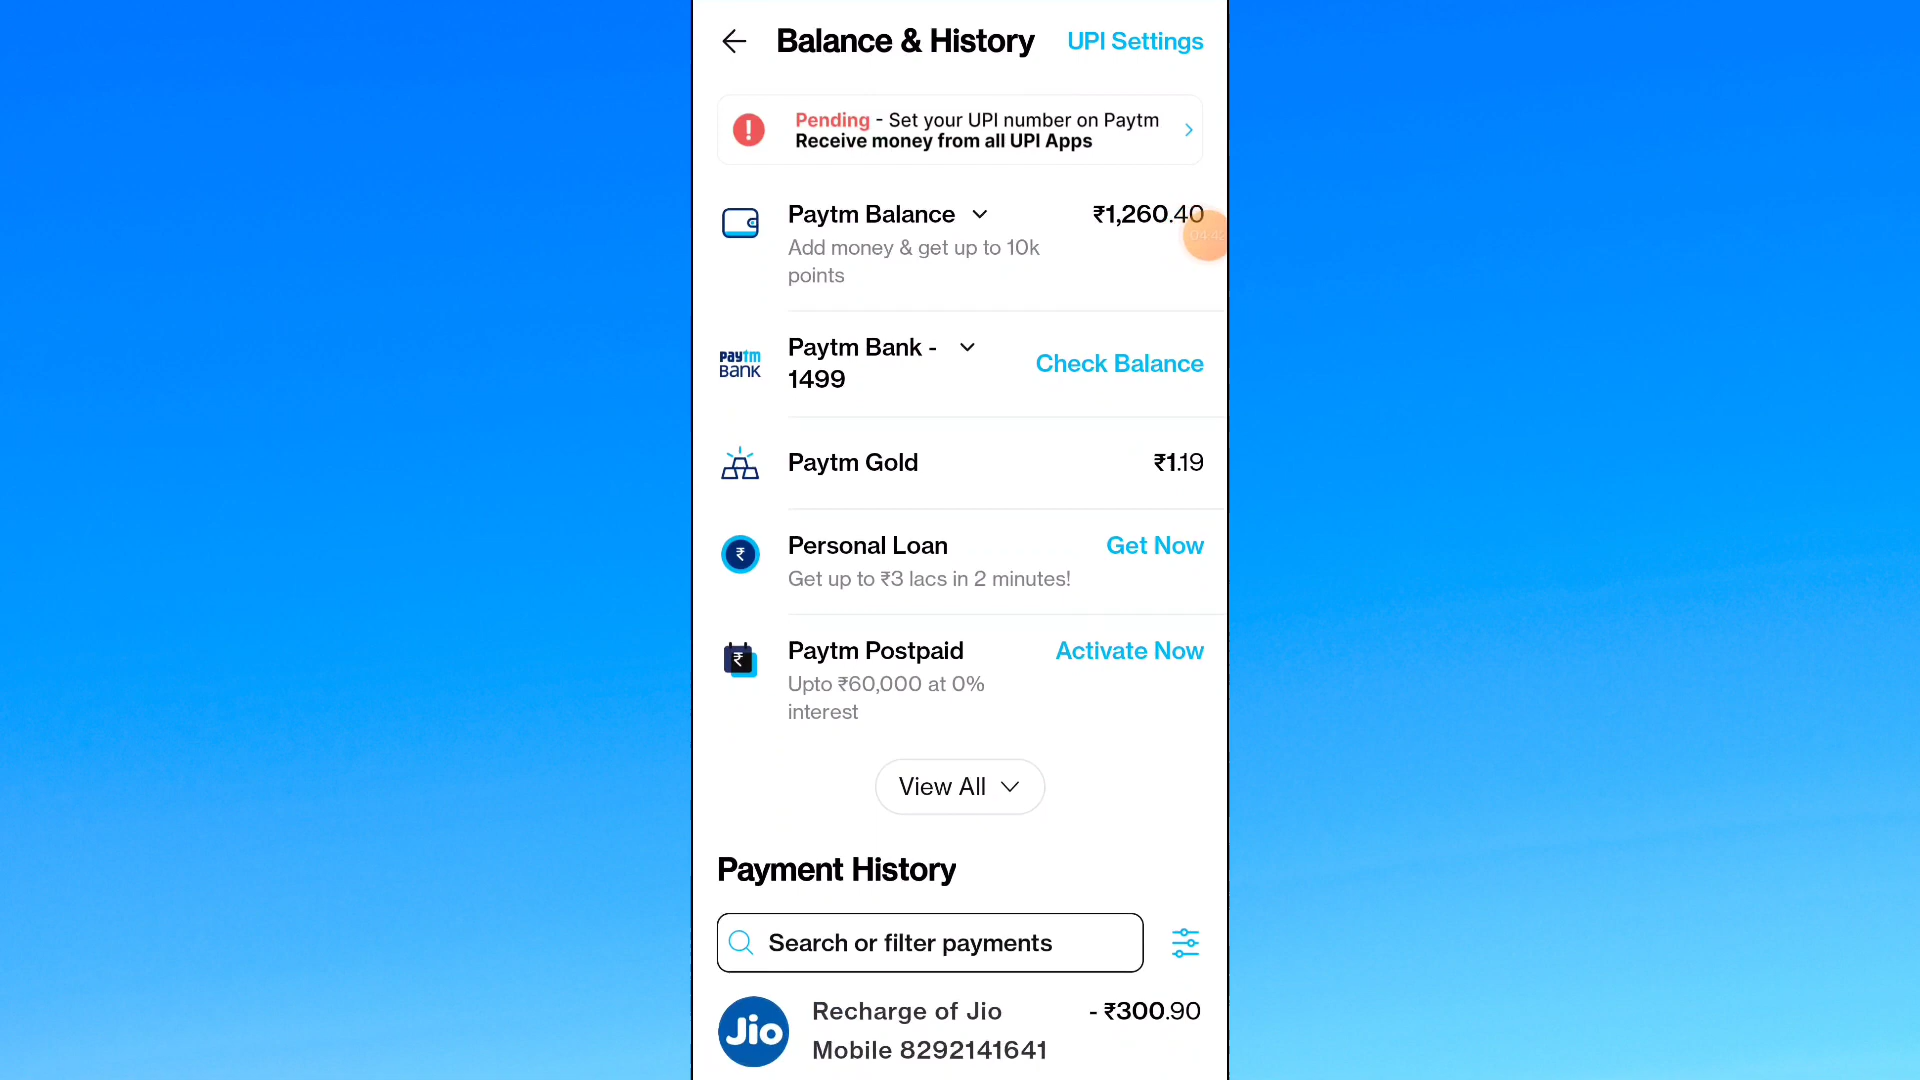 Balance & History UPI Settings
Pending - Set your UPI number on Paytm
Receive money from all UPI Apps
Paytm Balance ₹1,260.40
Add money & get up to 10k
points
paytm
BANK
Paytm Bank -
1499
Check Balance
Paytm Gold ₹1.19
₹
Personal Loan Get Now
Get up to ₹3 lacs in 2 minutes!
₹
Paytm Postpaid Activate Now
Upto ₹60,000 at 0%
interest
View All
Payment History
Search or filter payments
Jio
Recharge of Jio - ₹300.90
Mobile 8292141641